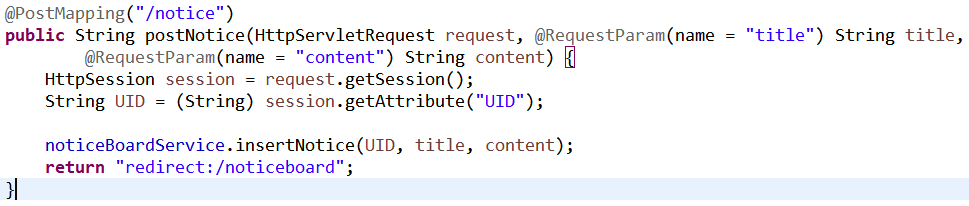 @PostMapping("/notice")
public String postNotice(HttpServletRequest request, @RequestParam(name = "title") String title,
        @RequestParam(name = "content") String content) {
    HttpSession session = request.getSession();
    String UID = (String) session.getAttribute("UID");

    noticeBoardService.insertNotice(UID, title, content);
    return "redirect:/noticeboard";
}